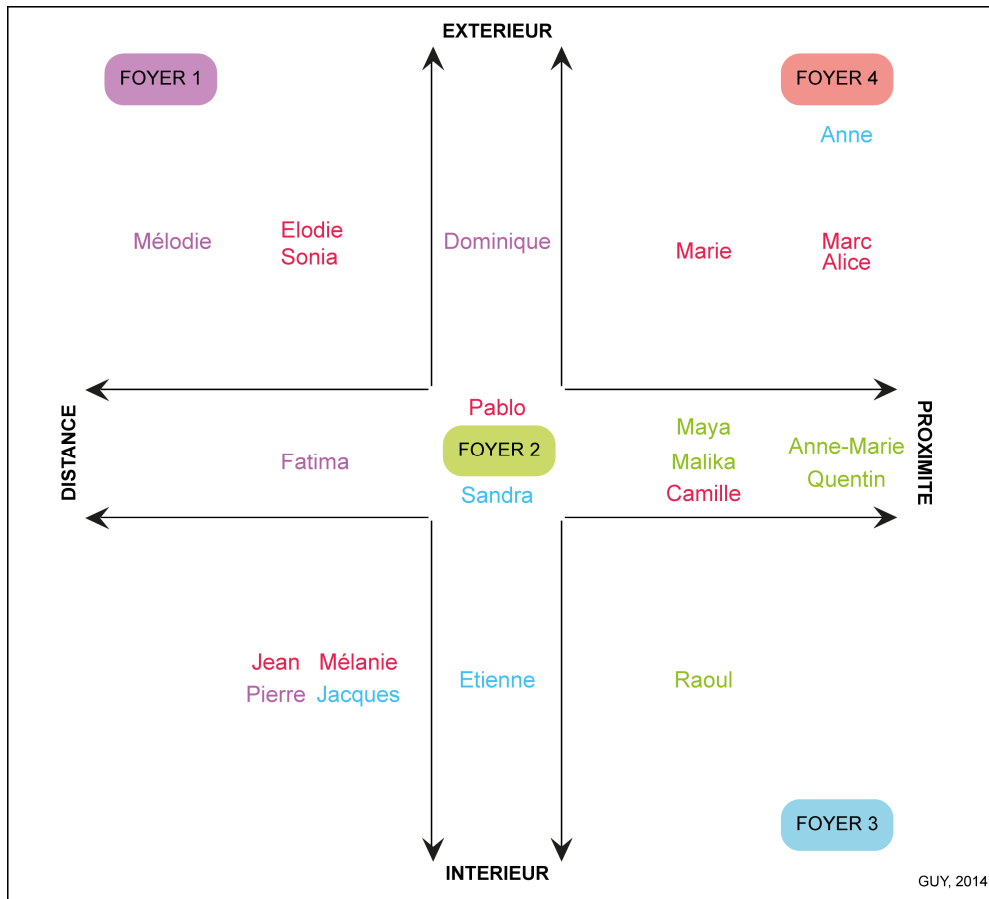 EXTERIEUR
FOYER 1
FOYER 4
Anne
Mélodie
Elodie
Sonia
Dominique
Marie
Marc
Alice
DISTANCE
Pablo
FOYER 2
Sandra
Fatima
Maya
Malika
Camille
Anne-Marie
Quentin
PROXIMITE
Jean Mélanie
Pierre Jacques
Etienne
Raoul
FOYER 3
INTERIEUR
GUY, 2014